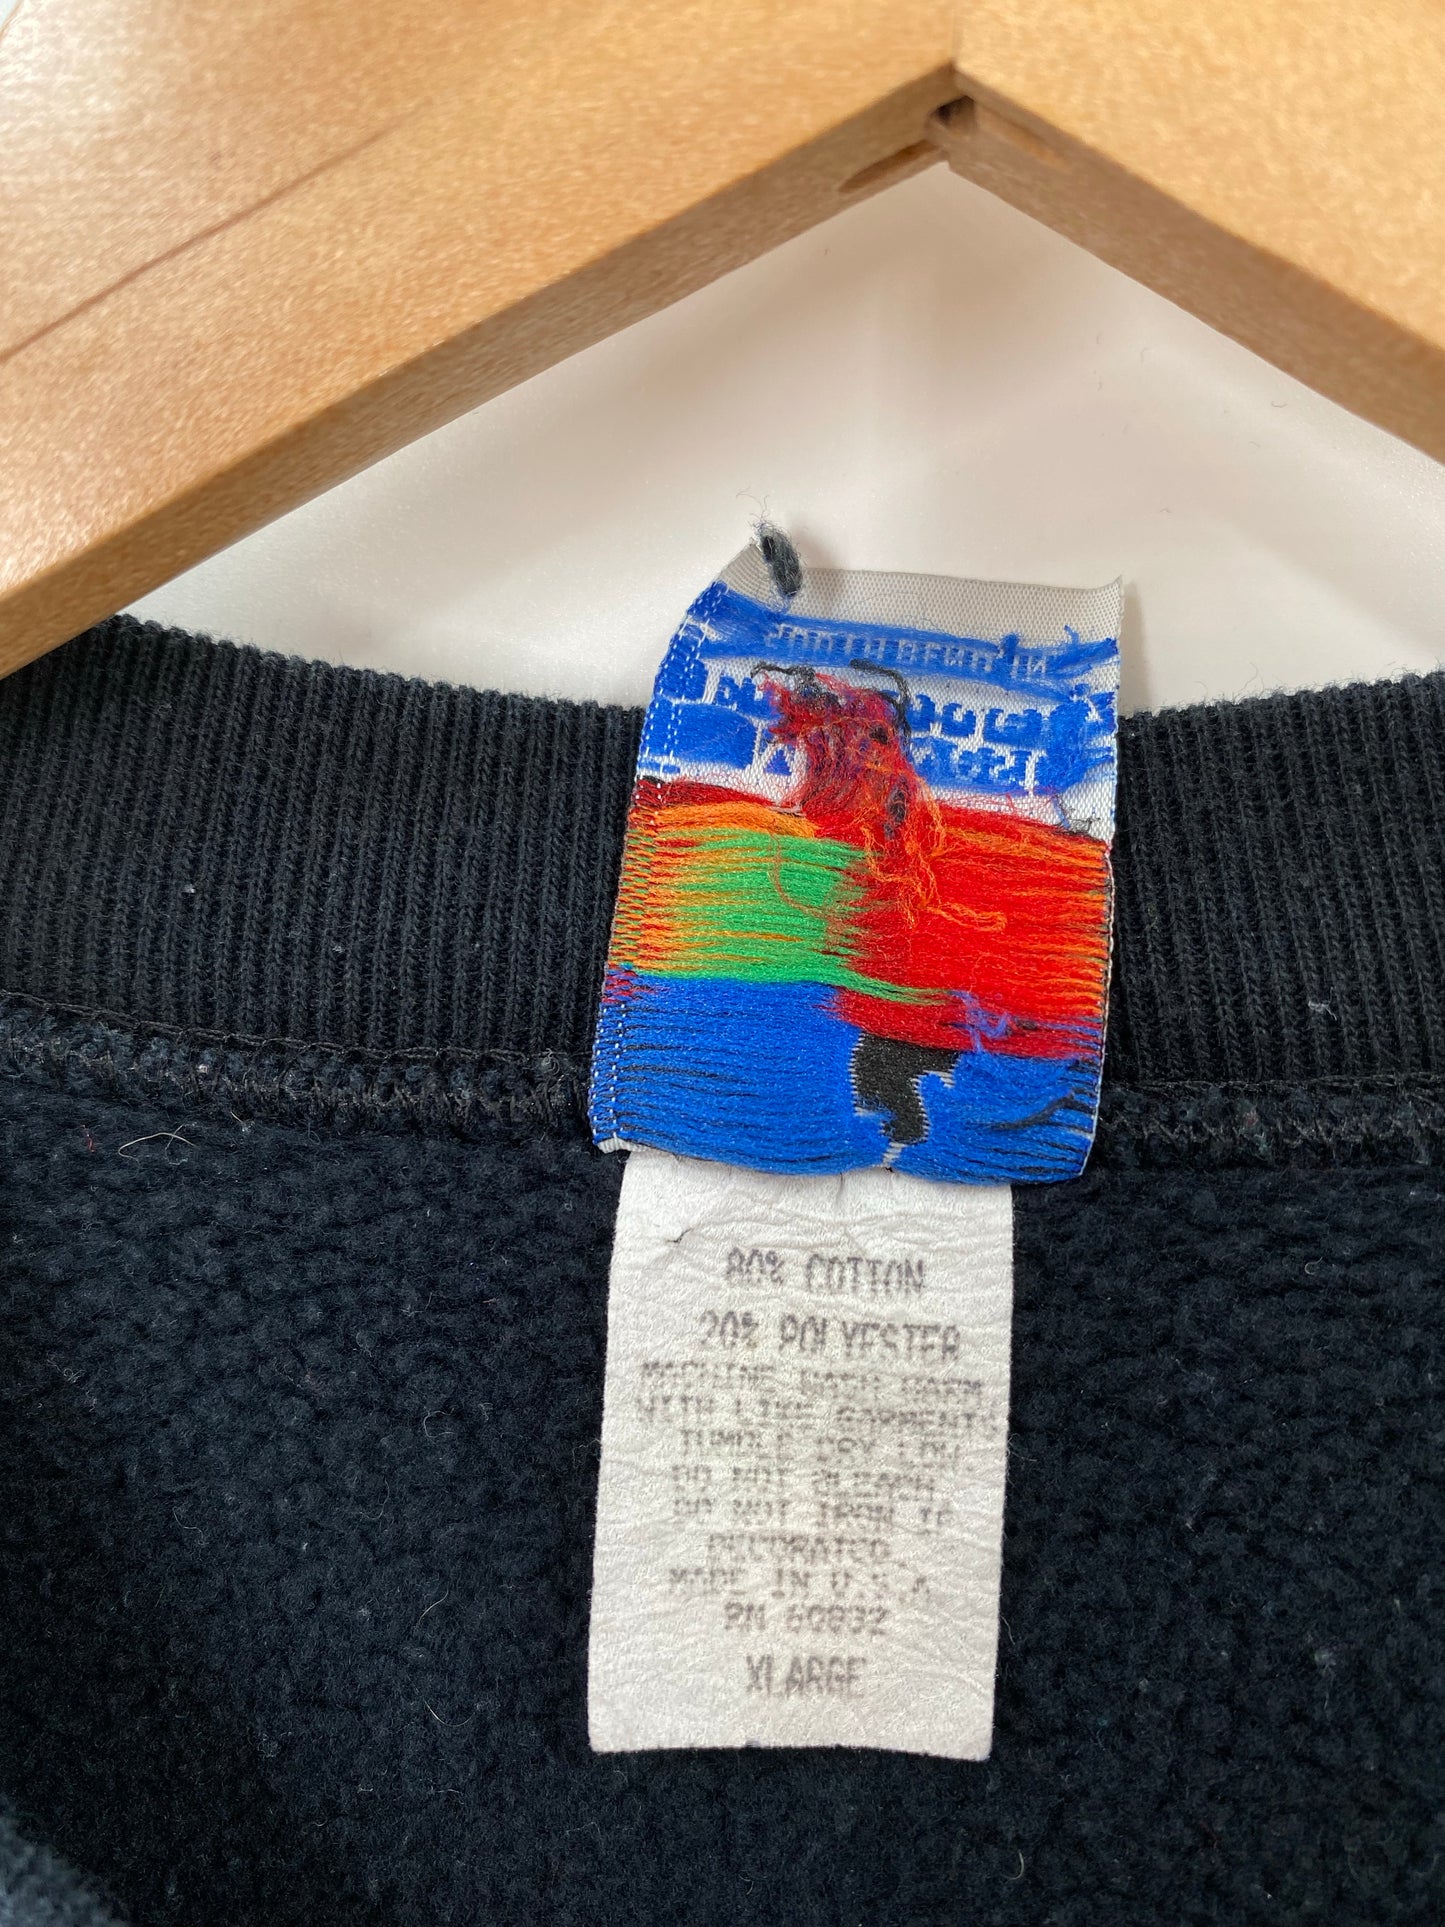 80% COTTON
20% POLYESTER
MACHINE WASH WARM
WITH LIKE GARMENTS
TUMBLE DRY LOW
DO NOT BLEACH
DO NOT IRON IF
DECORATED
MADE IN U.S.A
RN 60832
XLARGE